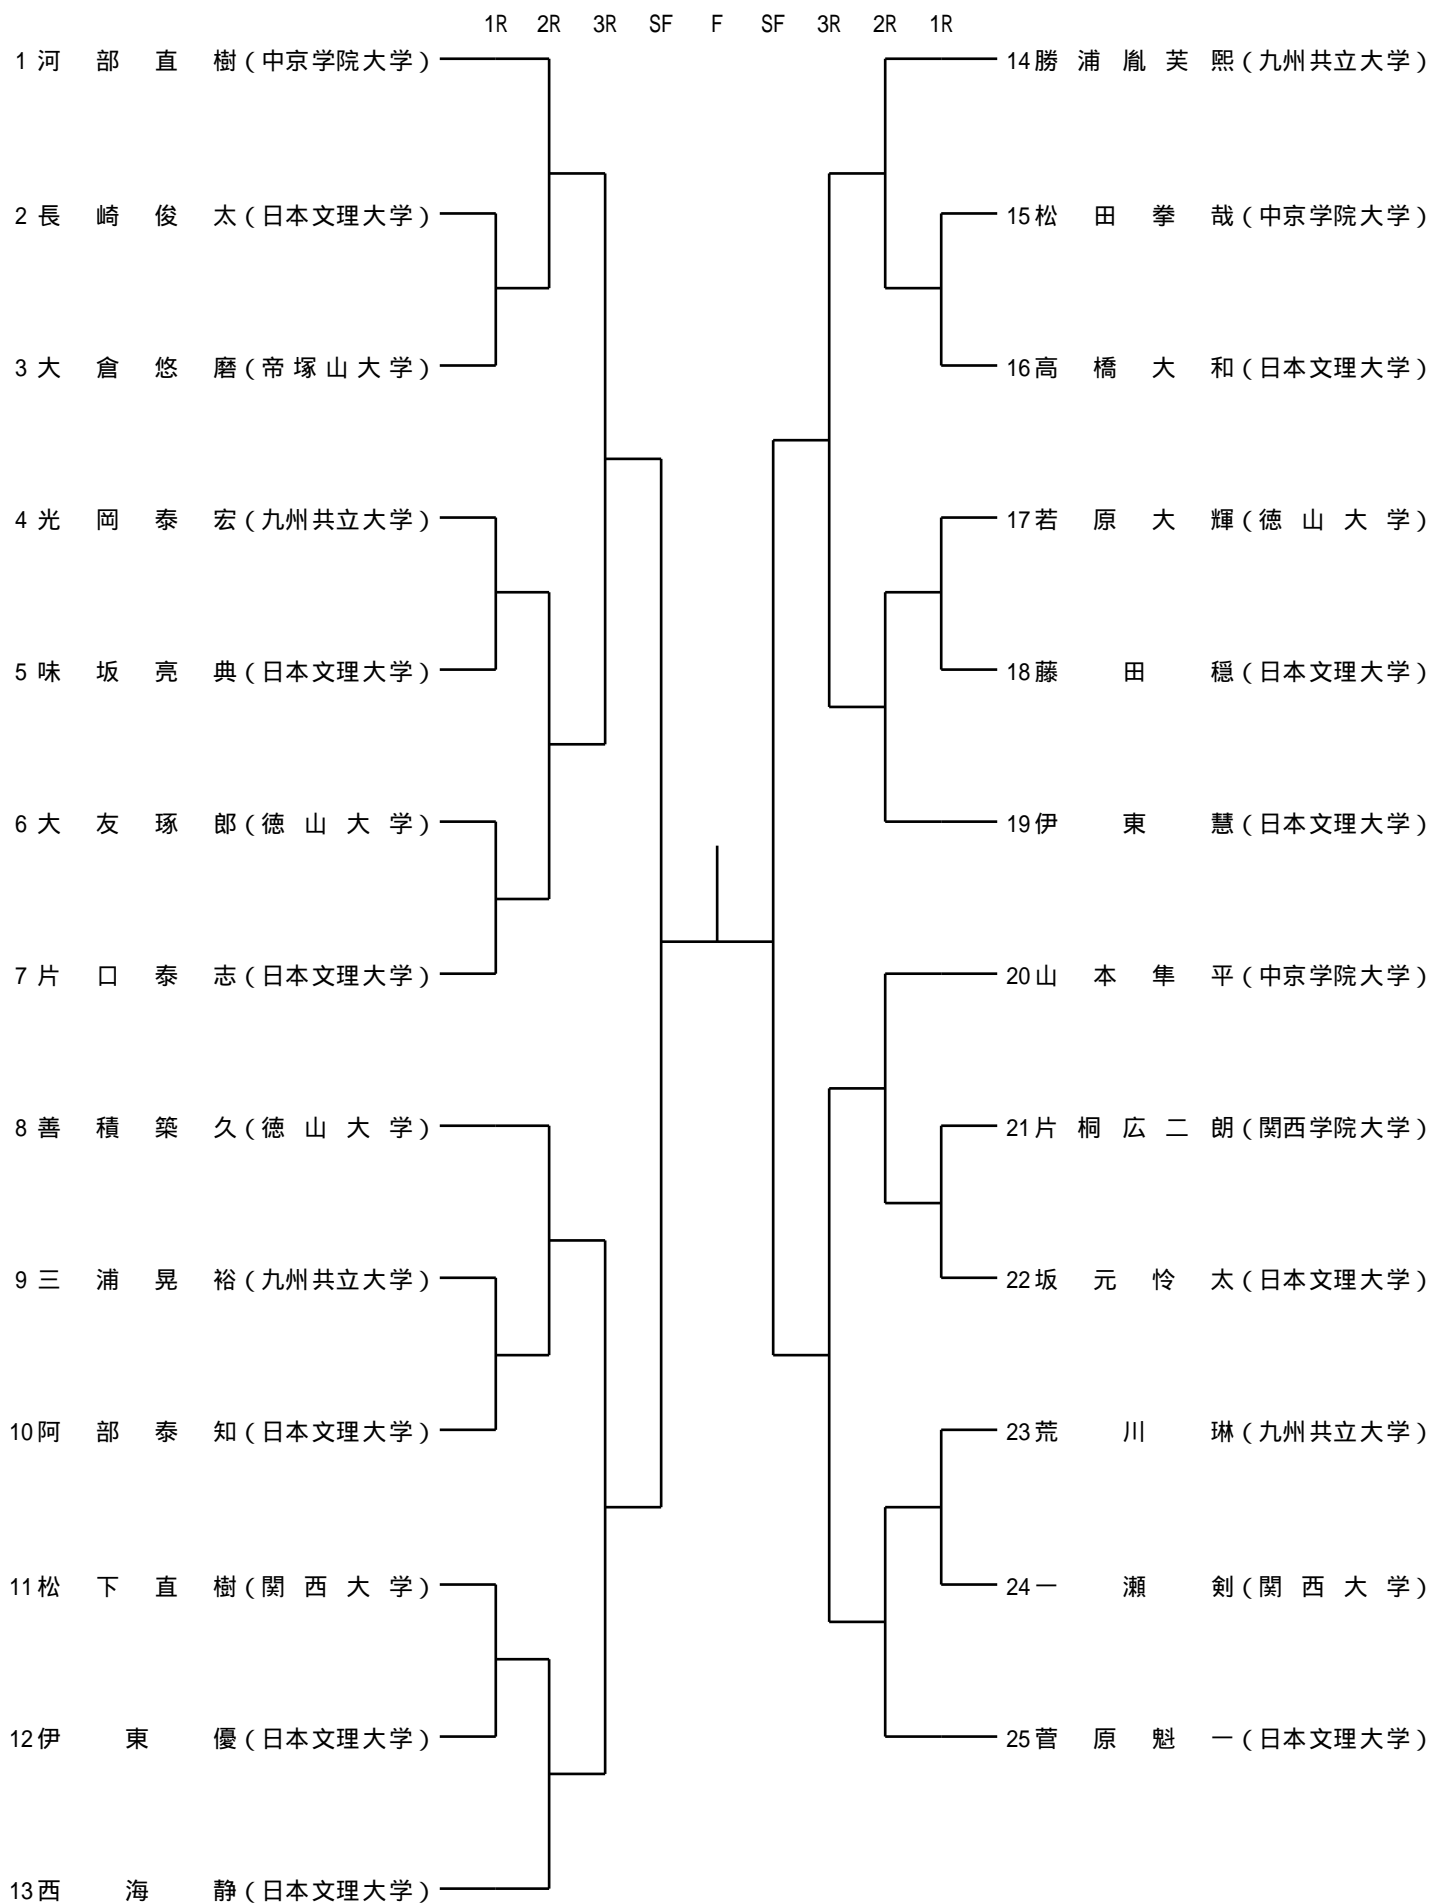 1R 2R 3R SF F SF 3R 2R 1R
1 河部直樹(中京学院大学)
2 長崎俊太(日本文理大学)
3 大倉悠磨(帝塚山大学)
4 光岡泰宏(九州共立大学)
5 味坂亮典(日本文理大学)
6 大友琢郎(徳山大学)
7 片口泰志(日本文理大学)
8 善積築久(徳山大学)
9 三浦晃裕(九州共立大学)
10 阿部泰知(日本文理大学)
11 松下直樹(関西大学)
12 伊東優(日本文理大学)
13 西海静(日本文理大学)
14 勝浦胤芙煕(九州共立大学)
15 松田拳哉(中京学院大学)
16 高橋大和(日本文理大学)
17 若原大輝(徳山大学)
18 藤田穏(日本文理大学)
19 伊東慧(日本文理大学)
20 山本隼平(中京学院大学)
21 片桐広二朗(関西学院大学)
22 坂元怜太(日本文理大学)
23 荒川琳(九州共立大学)
24 一瀬剣(関西大学)
25 菅原魁一(日本文理大学)